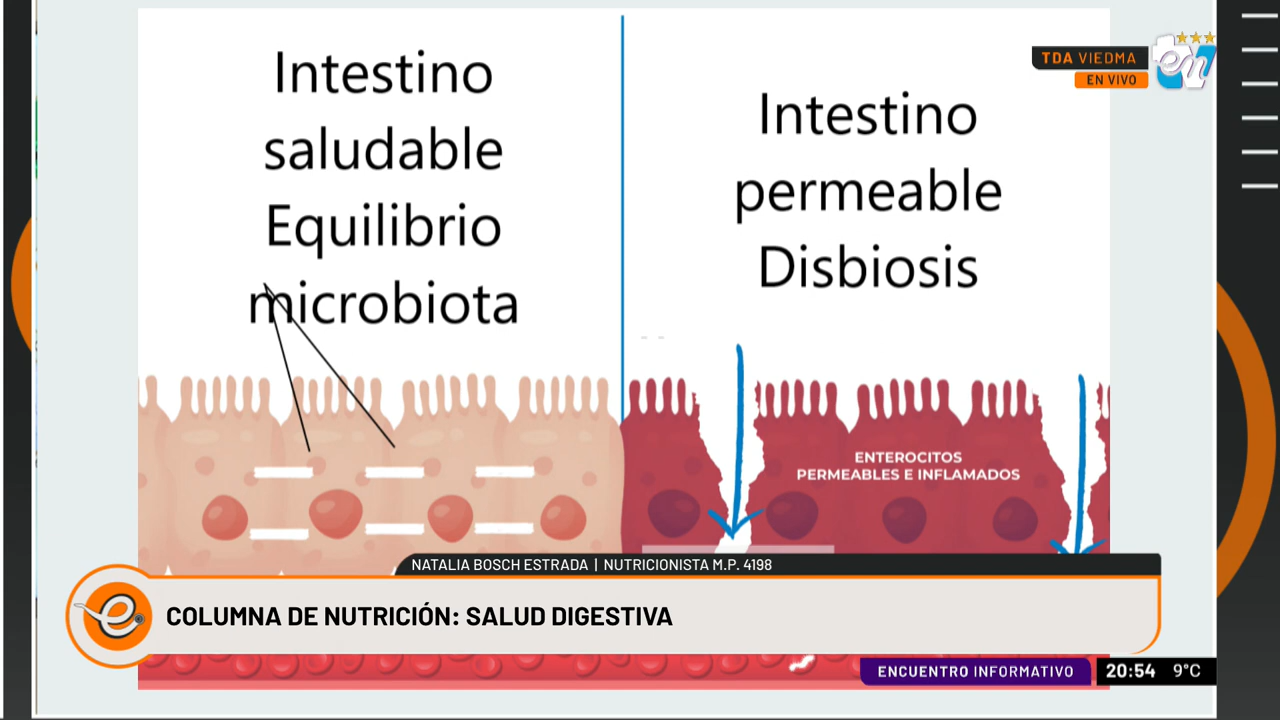 Intestino
saludable
Equilibrio
microbiota
Intestino
permeable
Disbiosis
TDA VIEDMA
EN VIVO
ENTEROCITOS
PERMEABLES E INFLAMADOS
NATALIA BOSCH ESTRADA | NUTRICIONISTA M.P. 4198
COLUMNA DE NUTRICIÓN: SALUD DIGESTIVA
ENCUENTRO INFORMATIVO
20:54 9°C